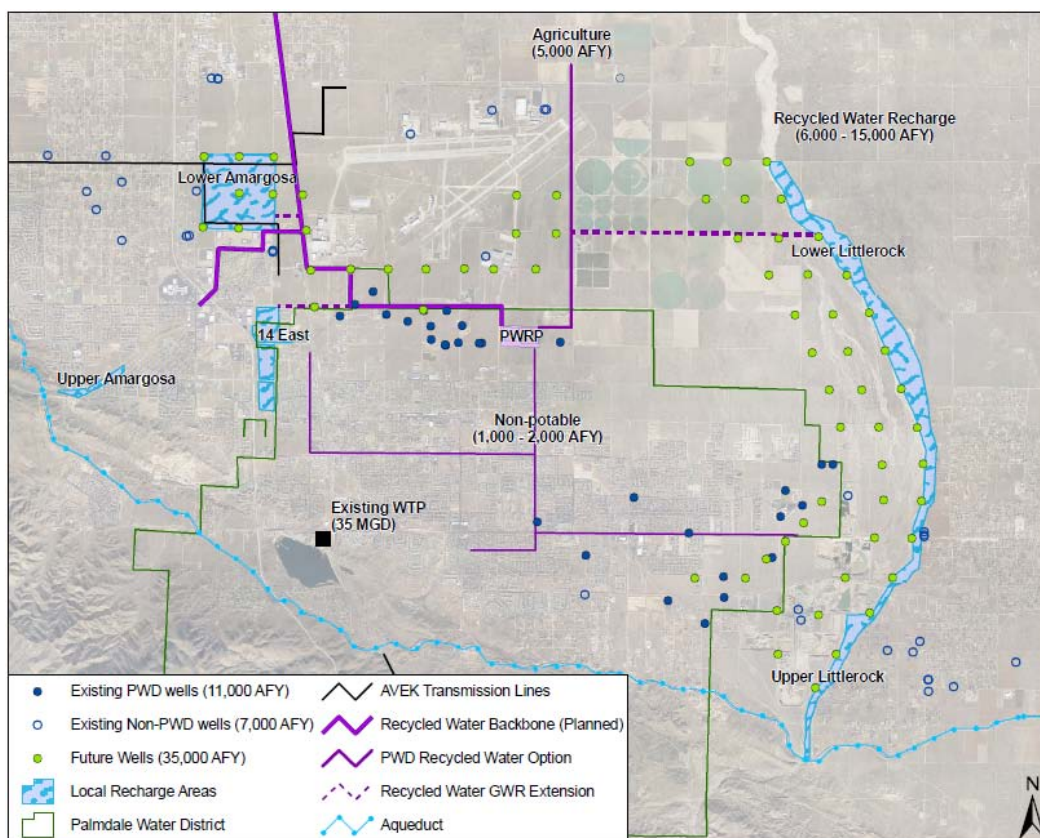 Agriculture
(5,000 AFY)
Recycled Water Recharge
(6,000 - 15,000 AFY)
Lower Amargosa
Lower Littlerock
14 East
PWRP
Upper Amargosa
Non-potable
(1,000 - 2,000 AFY)
Existing WTP
(35 MGD)
Upper Littlerock
Existing PWD wells (11,000 AFY)
Existing Non-PWD wells (7,000 AFY)
Future Wells (35,000 AFY)
Local Recharge Areas
Palmdale Water District
AVEK Transmission Lines
Recycled Water Backbone (Planned)
PWD Recycled Water Option
Recycled Water GWR Extension
Aqueduct
N